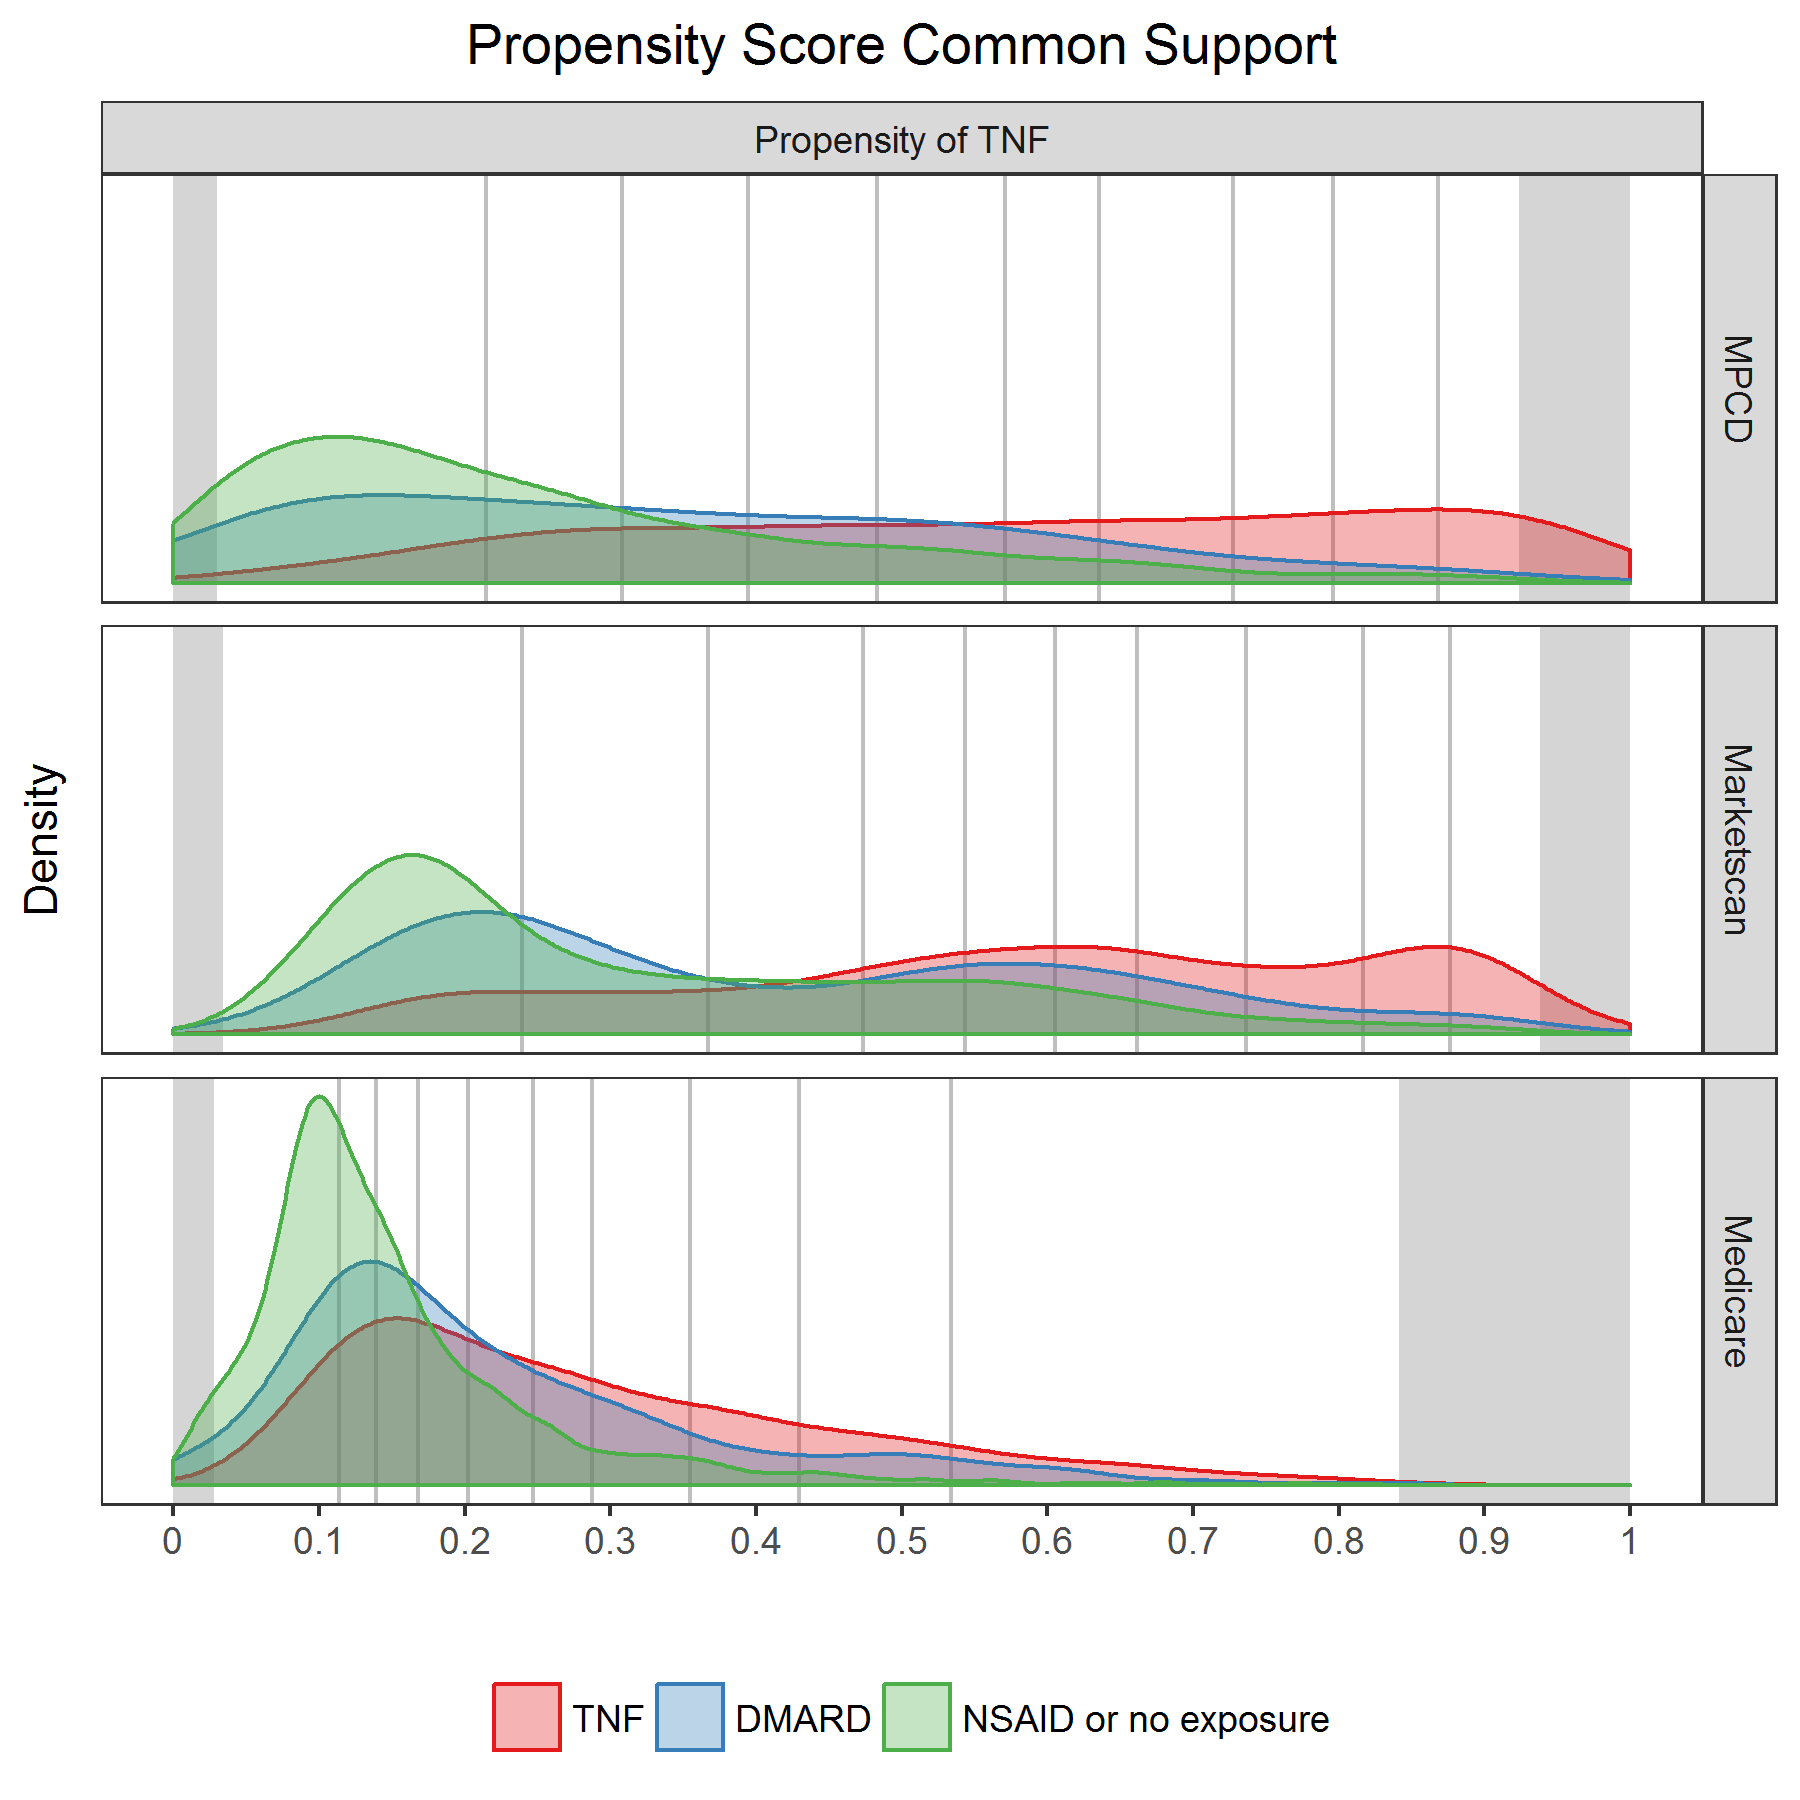 Propensity Score Common Support
Propensity of TNF
MPCD
Marketscan
Medicare
Density
0 0.1 0.2 0.3 0.4 0.5 0.6 0.7 0.8 0.9 1
TNF DMARD NSAID or no exposure